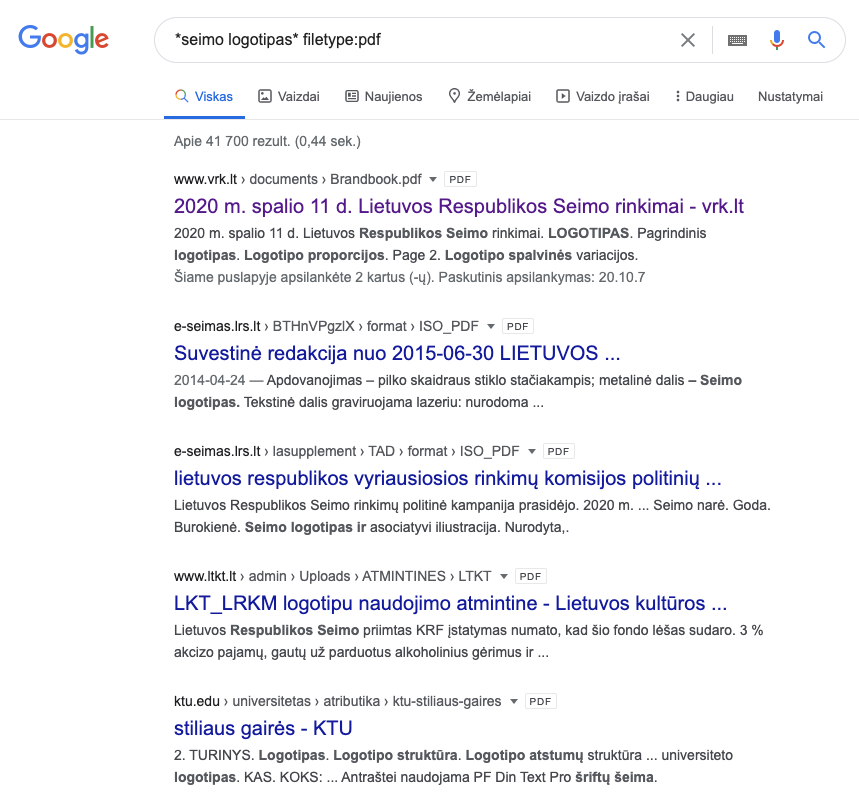 Google
*seimo logotipas* filetype:pdf
Viskas Vaizdai Naujienos Žemėlapiai Vaizdo įrašai Daugiau Nustatymai
Apie 41 700 rezult. (0,44 sek.)
www.vrk.lt › documents › Brandbook.pdf PDF
2020 m. spalio 11 d. Lietuvos Respublikos Seimo rinkimai - vrk.lt
2020 m. spalio 11 d. Lietuvos Respublikos Seimo rinkimai. LOGOTIPAS. Pagrindinis
logotipas. Logotipo proporcijos. Page 2. Logotipo spalvinės variacijos.
Šiame puslapyje apsilankėte 2 kartus (-ų). Paskutinis apsilankymas: 20.10.7
e-seimas.lrs.lt › BTHnVPgzlX › format › ISO_PDF PDF
Suvestinė redakcija nuo 2015-06-30 LIETUVOS ...
2014-04-24 — Apdovanojimas – pilko skaidraus stiklo stačiakampis; metalinė dalis – Seimo
logotipas. Tekstinė dalis graviruojama lazeriu: nurodoma ...
e-seimas.lrs.lt › lasupplement › TAD › format › ISO_PDF PDF
lietuvos respublikos vyriausiosios rinkimų komisijos politinių ...
Lietuvos Respublikos Seimo rinkimų politinė kampanija prasidėjo. 2020 m. ... Seimo narė. Goda.
Burokienė. Seimo logotipas ir asociatyvi iliustracija. Nurodyta,.
www.ltkt.lt › admin › Uploads › ATMINTINES › LTKT PDF
LKT_LRKM logotipu naudojimo atmintine - Lietuvos kultūros ...
Lietuvos Respublikos Seimo priimtas KRF įstatymas numato, kad šio fondo lėšas sudaro. 3 %
akcizo pajamų, gautų už parduotus alkoholinius gėrimus ir ...
ktu.edu › universitetas › atributika › ktu-stiliaus-gaires PDF
stiliaus gairės - KTU
2. TURINYS. Logotipas. Logotipo struktūra. Logotipo atstumų struktūra ... universiteto
logotipas. KAS. KOKS: ... Antraštei naudojama PF Din Text Pro šriftų šeima.